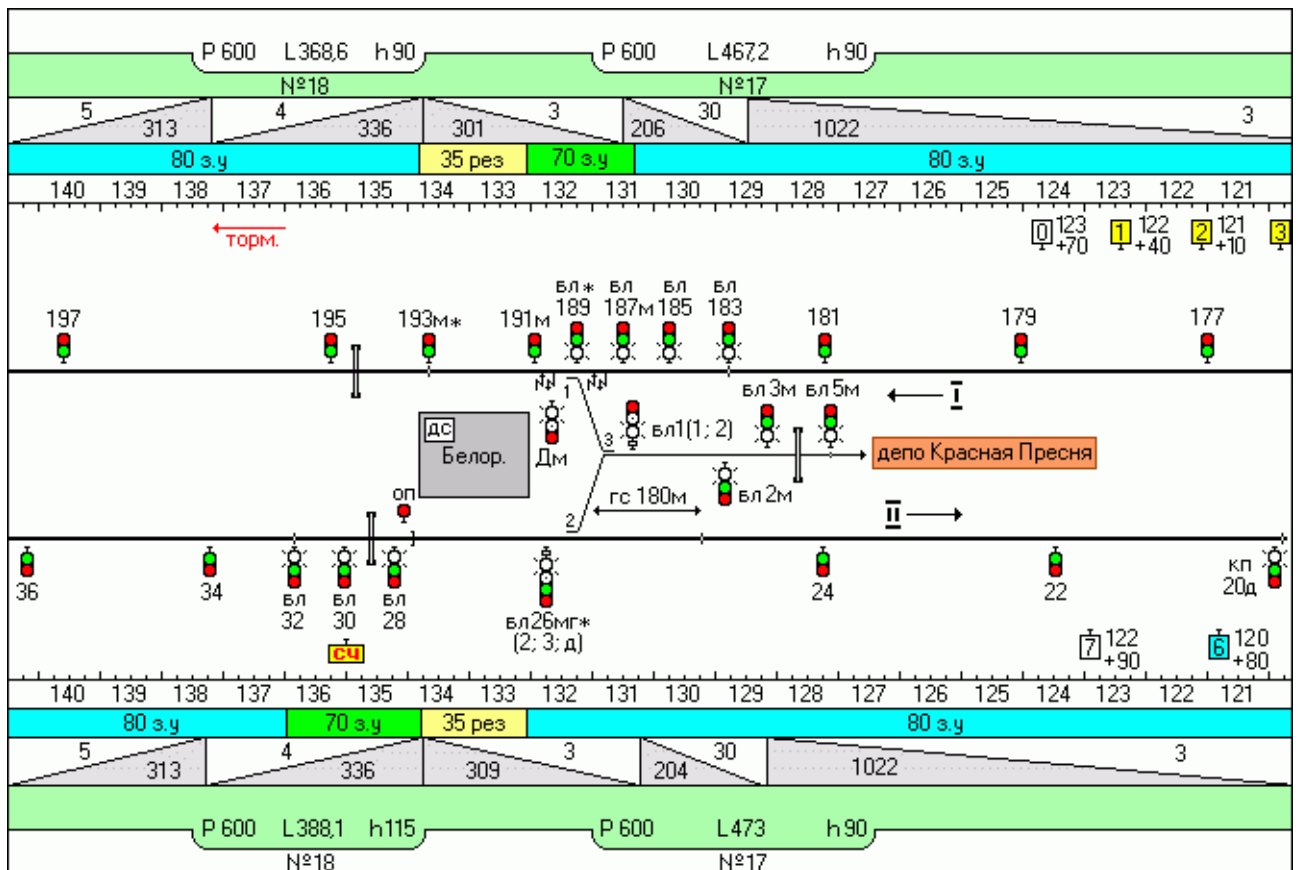 P 600 L368,6 h90 P 600 L467,2 h90
№18 №17
5 4 3 30 3
313 336 301 206 1022
80 з.у 35 рез 70 з.у 80 з.у
140 139 138 137 136 135 134 133 132 131 130 129 128 127 126 125 124 123 122 121
торм.
0 123 +70 1 122 +40 2 121 +10 3
бл* бл бл бл
197 195 193м* 191м 189 187м 185 183 181 179 177
1
бл3м бл5м I
дс
Белор. Дм 3 бл1(1; 2) депо Красная Пресня
оп гс 180м бл2м
2 II
36 34 бл 32 бл 30 бл 28 24 22 кп 20д
бл26мг*
(2; 3; д)
сч 7 122 +90 6 120 +80
140 139 138 137 136 135 134 133 132 131 130 129 128 127 126 125 124 123 122 121
80 з.у 70 з.у 35 рез 80 з.у
5 4 3 30 3
313 336 309 204 1022
P 600 L388,1 h115 P 600 L473 h90
№18 №17